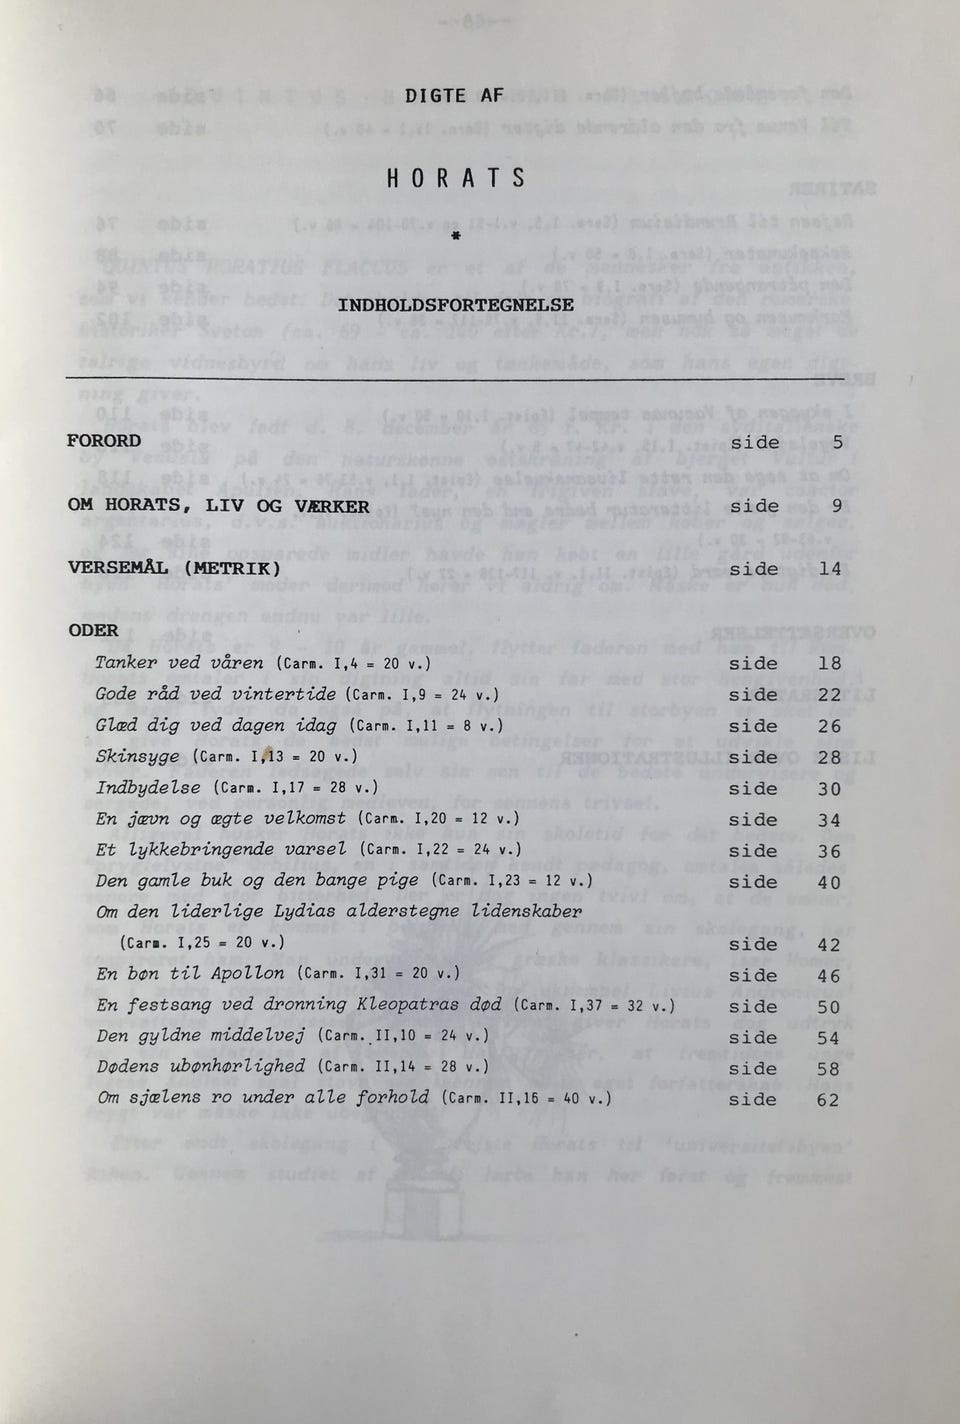 DIGTE AF
HORATS
*
INDHOLDSFORTEGNELSE
FORORD side 5
OM HORATS, LIV OG VÆRKER side 9
VERSEMÅL (METRIK) side 14
ODER
Tanker ved våren (Carm. I,4 = 20 v.) side 18
Gode råd ved vintertide (Carm. I,9 = 24 v.) side 22
Glæd dig ved dagen idag (Carm. I,11 = 8 v.) side 26
Skinsyge (Carm. I,13 = 20 v.) side 28
Indbydelse (Carm. I,17 = 28 v.) side 30
En jævn og ægte velkomst (Carm. I,20 = 12 v.) side 34
Et lykkebringende varsel (Carm. I,22 = 24 v.) side 36
Den gamle buk og den bange pige (Carm. I,23 = 12 v.) side 40
Om den liderlige Lydias alderstegne lidenskaber
(Carm. I,25 = 20 v.) side 42
En bøn til Apollon (Carm. I,31 = 20 v.) side 46
En festsang ved dronning Kleopatras død (Carm. I,37 = 32 v.) side 50
Den gyldne middelvej (Carm. II,10 = 24 v.) side 54
Dødens ubønhørlighed (Carm. II,14 = 28 v.) side 58
Om sjælens ro under alle forhold (Carm. II,16 = 40 v.) side 62